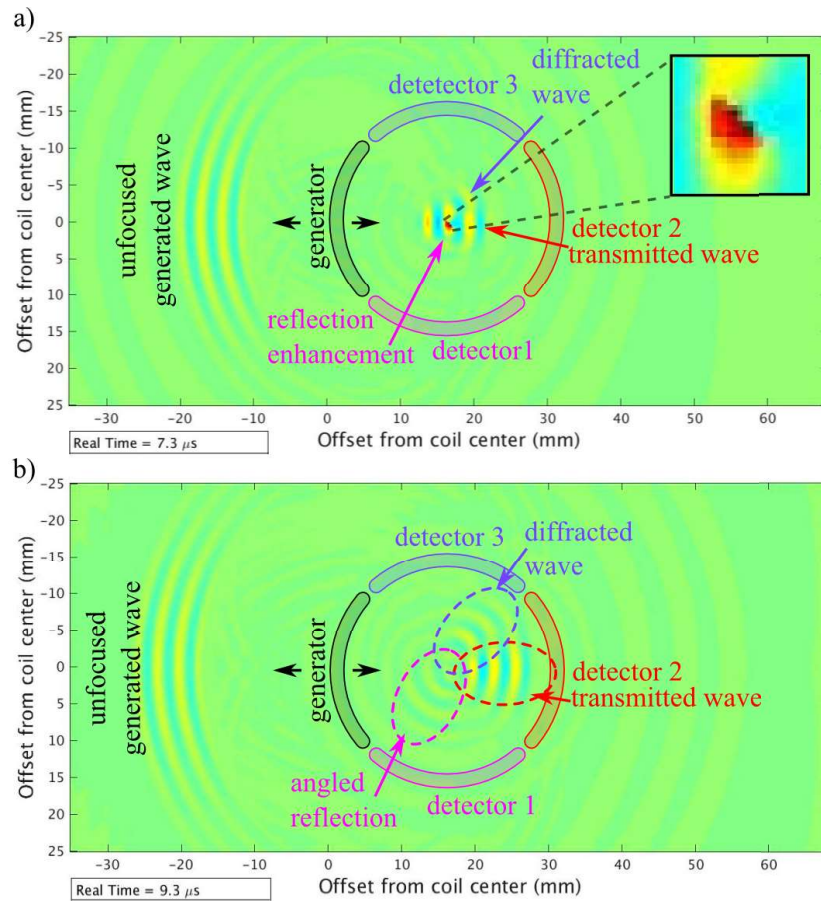 a)
-25
-20
-15
-10
-5
0
5
10
15
20
25
Offset from coil center (mm)
unfocused
generated wave
generator
detetector 3
diffracted
wave
detector 2
transmitted wave
reflection
enhancement
detector1
-30
-20
-10
0
10
20
30
40
50
60
Real Time = 7.3 μs
Offset from coil center (mm)
b)
-25
-20
-15
-10
-5
0
5
10
15
20
25
Offset from coil center (mm)
unfocused
generated wave
generator
detector 3
diffracted
wave
detector 2
transmitted wave
angled
reflection
detector 1
-30
-20
-10
0
10
20
30
40
50
60
Real Time = 9.3 μs
Offset from coil center (mm)